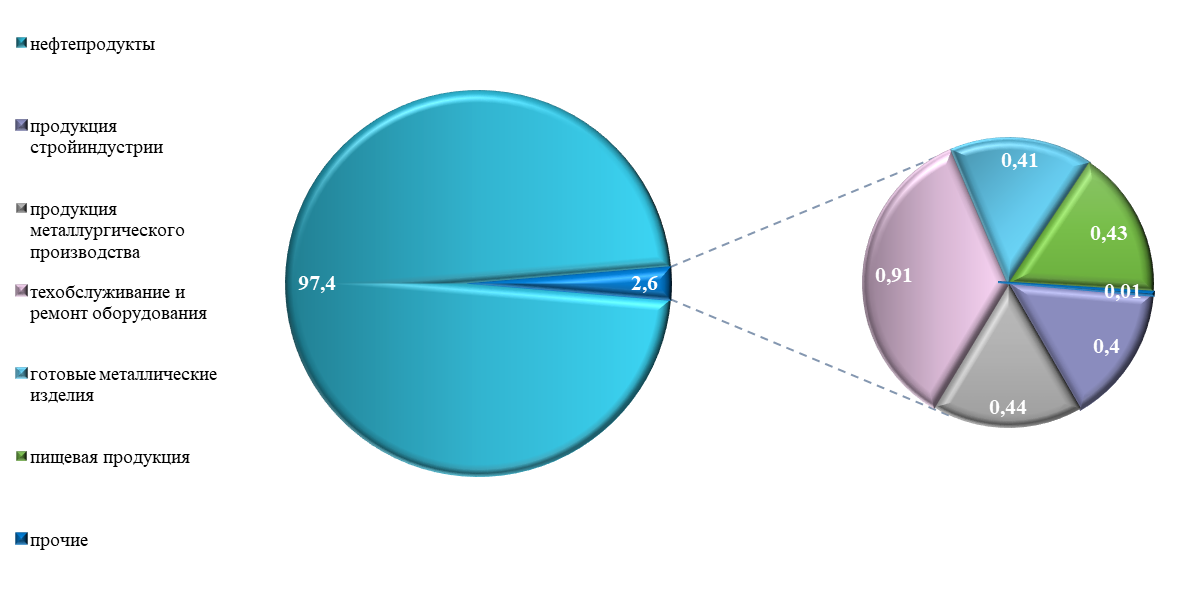 нефтепродукты
продукция
стройиндустрии
продукция
металлургического
производства
техобслуживание и
ремонт оборудования
готовые металлические
изделия
пищевая продукция
прочие
97,4
2,6
0,41
0,43
0,91
0,01
0,4
0,44